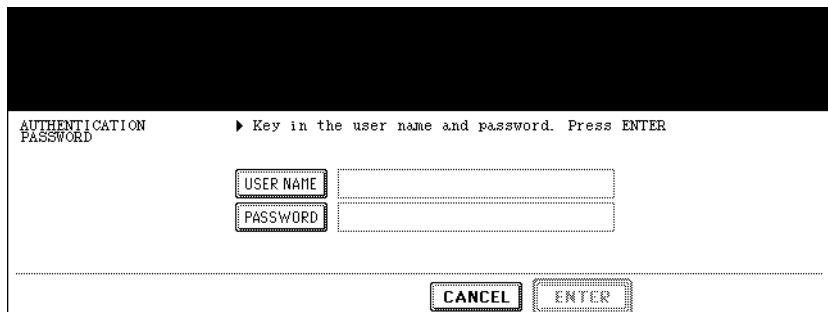 AUTHENTICATION
PASSWORD
▶ Key in the user name and password. Press ENTER
USER NAME
PASSWORD
CANCEL
ENTER